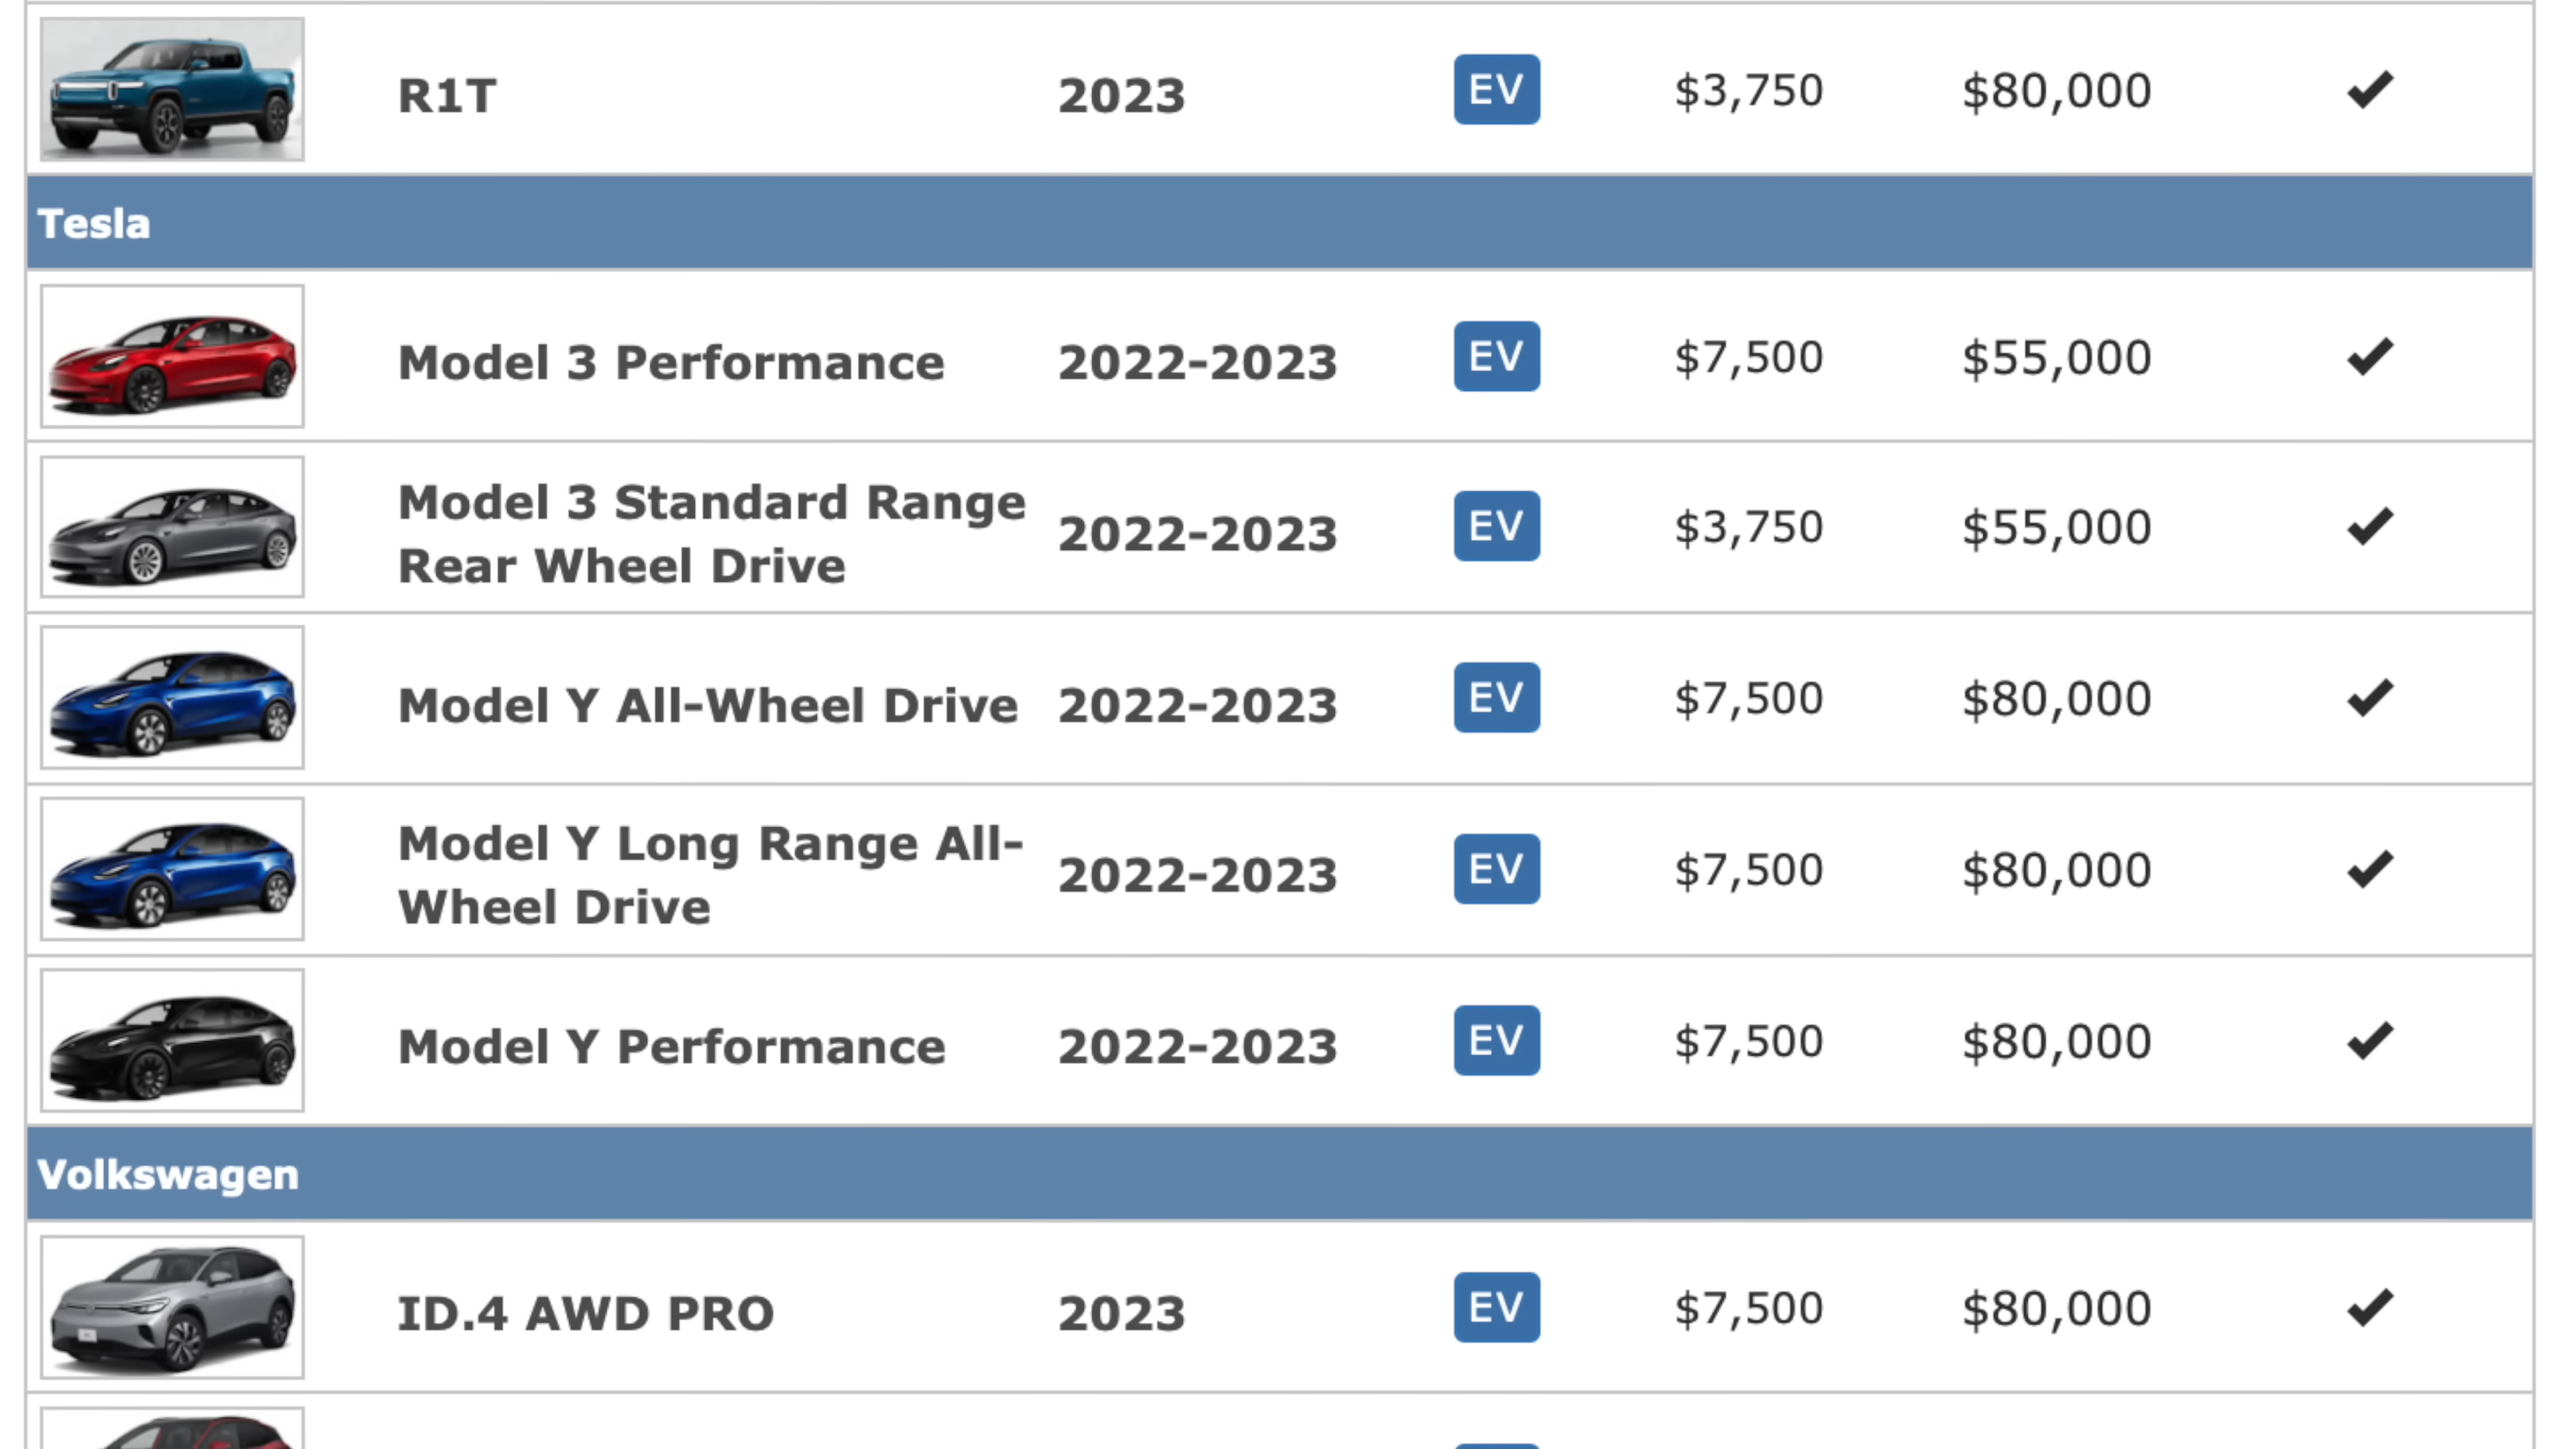 R1T 2023 EV $3,750 $80,000
Tesla
Model 3 Performance 2022-2023 EV $7,500 $55,000
Model 3 Standard Range
Rear Wheel Drive 2022-2023 EV $3,750 $55,000
Model Y All-Wheel Drive 2022-2023 EV $7,500 $80,000
Model Y Long Range All-
Wheel Drive 2022-2023 EV $7,500 $80,000
Model Y Performance 2022-2023 EV $7,500 $80,000
Volkswagen
ID.4 AWD PRO 2023 EV $7,500 $80,000